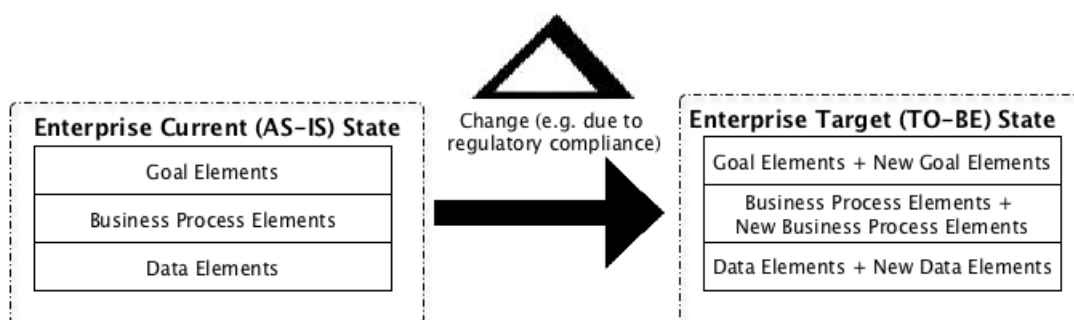 Enterprise Current (AS-IS) State
Goal Elements
Business Process Elements
Data Elements
Change (e.g. due to
regulatory compliance)
Enterprise Target (TO-BE) State
Goal Elements + New Goal Elements
Business Process Elements +
New Business Process Elements
Data Elements + New Data Elements